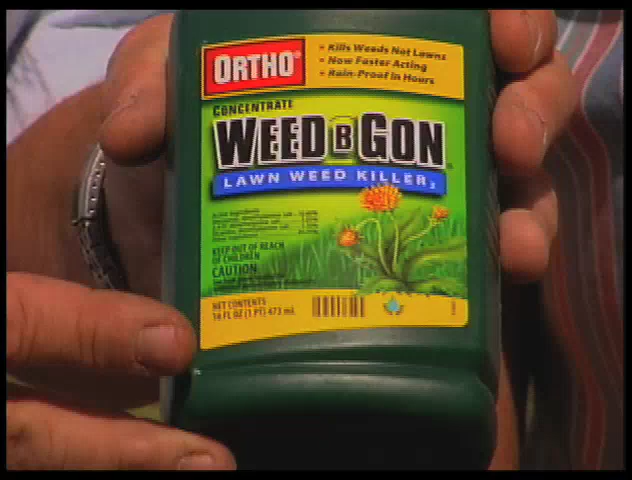 ORTHO®
• Kills Weeds Not Lawns
• Now Faster Acting
• Rain-Proof in Hours
CONCENTRATE
WEED B GON®
LAWN WEED KILLER2
KEEP OUT OF REACH
OF CHILDREN
CAUTION
NET CONTENTS
16 FL OZ (1 PT) 473 mL